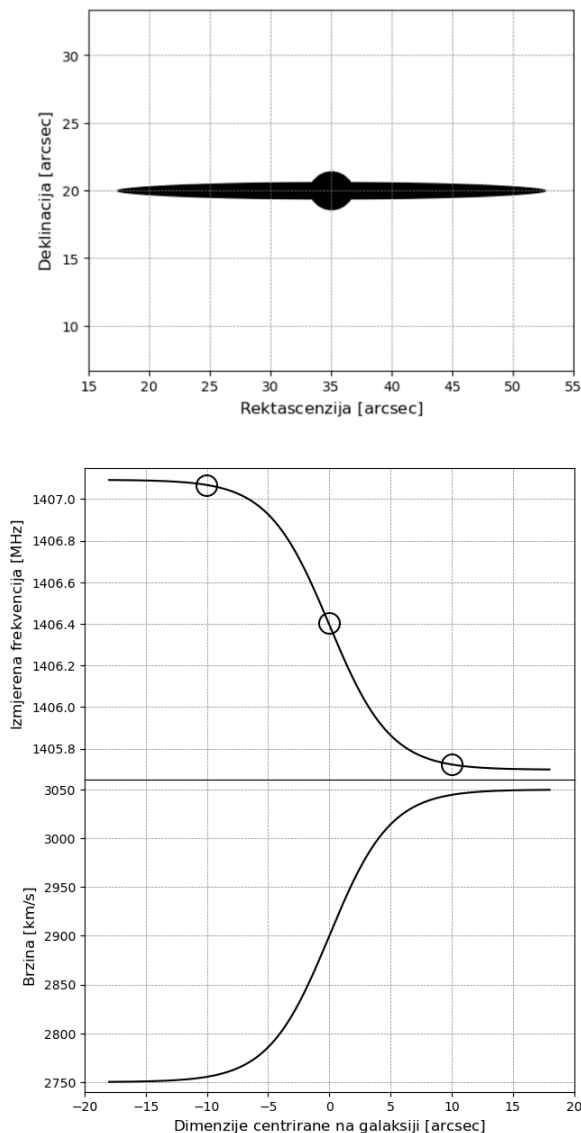 30
25
20
15
10
Deklinacija [arcsec]
15 20 25 30 35 40 45 50 55
Rektascenzija [arcsec]
1407.0
1406.8
1406.6
1406.4
1406.2
1406.0
1405.8
Izmjerena frekvencija [MHz]
3050
3000
2950
2900
2850
2800
2750
Brzina [km/s]
−20 −15 −10 −5 0 5 10 15 20
Dimenzije centrirane na galaksiji [arcsec]